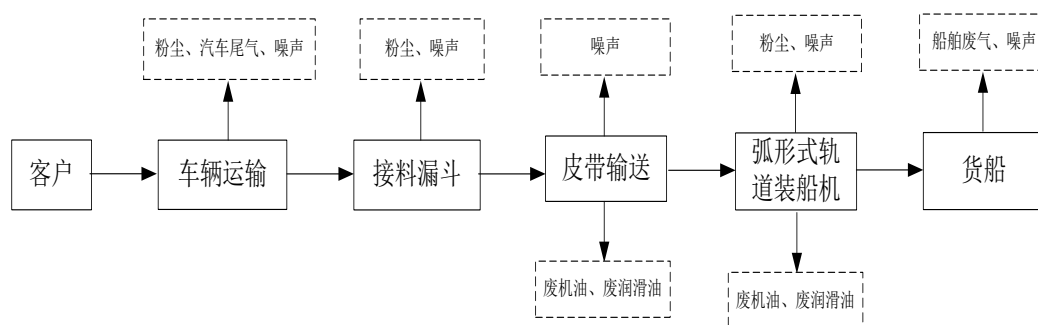 粉尘、汽车尾气、噪声
粉尘、噪声
噪声
粉尘、噪声
船舶废气、噪声
客户
车辆运输
接料漏斗
皮带输送
弧形式轨
道装船机
货船
废机油、废润滑油
废机油、废润滑油